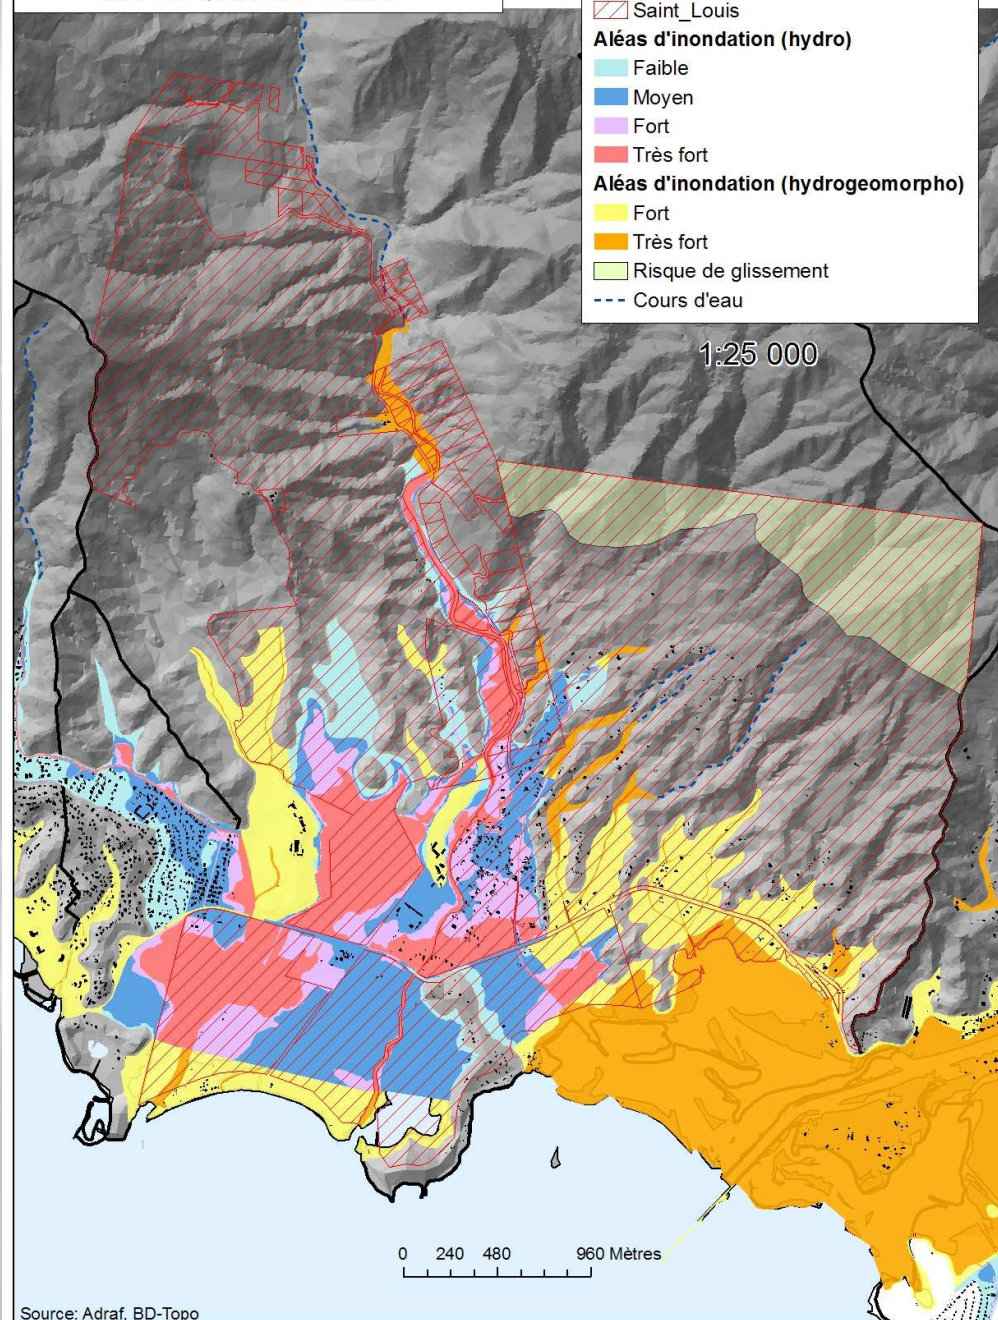 Saint_Louis
Aléas d'inondation (hydro)
Faible
Moyen
Fort
Très fort
Aléas d'inondation (hydrogeomorpho)
Fort
Très fort
Risque de glissement
Cours d'eau
1:25 000
0 240 480 960 Mètres
Source: Adraf, BD-Topo